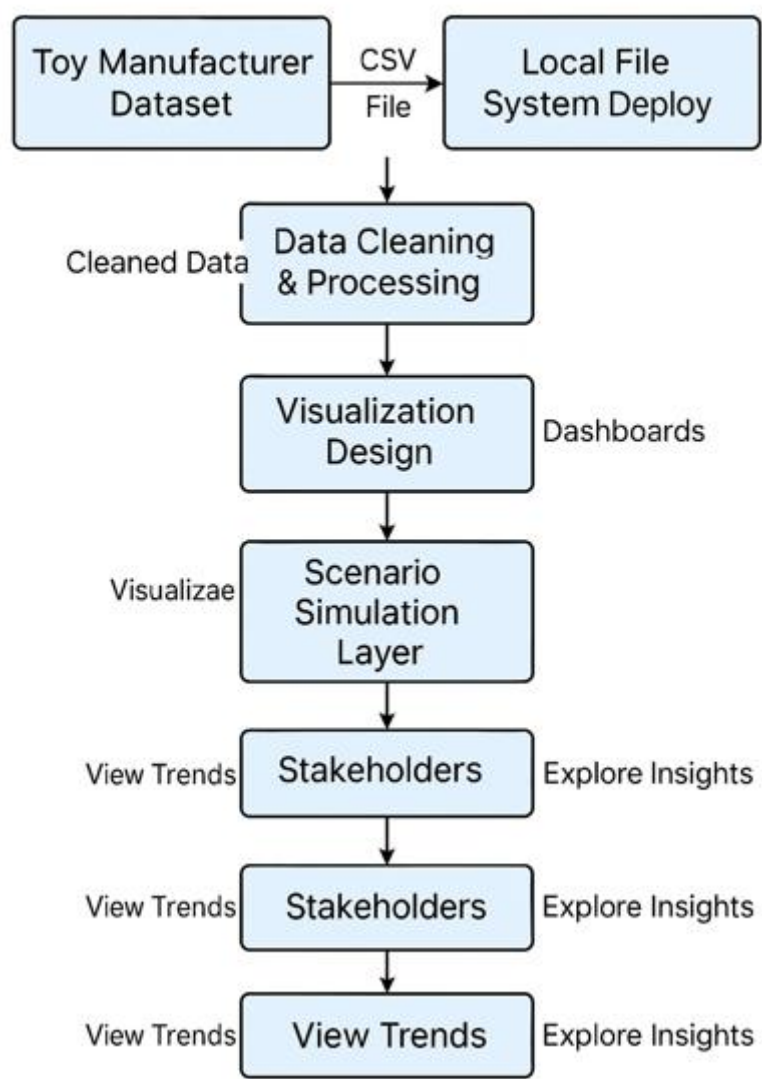 Toy Manufacturer
Dataset
CSV
File
Local File
System Deploy
Cleaned Data
Data Cleaning
& Processing
Visualization
Design
Dashboards
Visualizae
Scenario
Simulation
Layer
View Trends
Stakeholders
Explore Insights
View Trends
Stakeholders
Explore Insights
View Trends
View Trends
Explore Insights